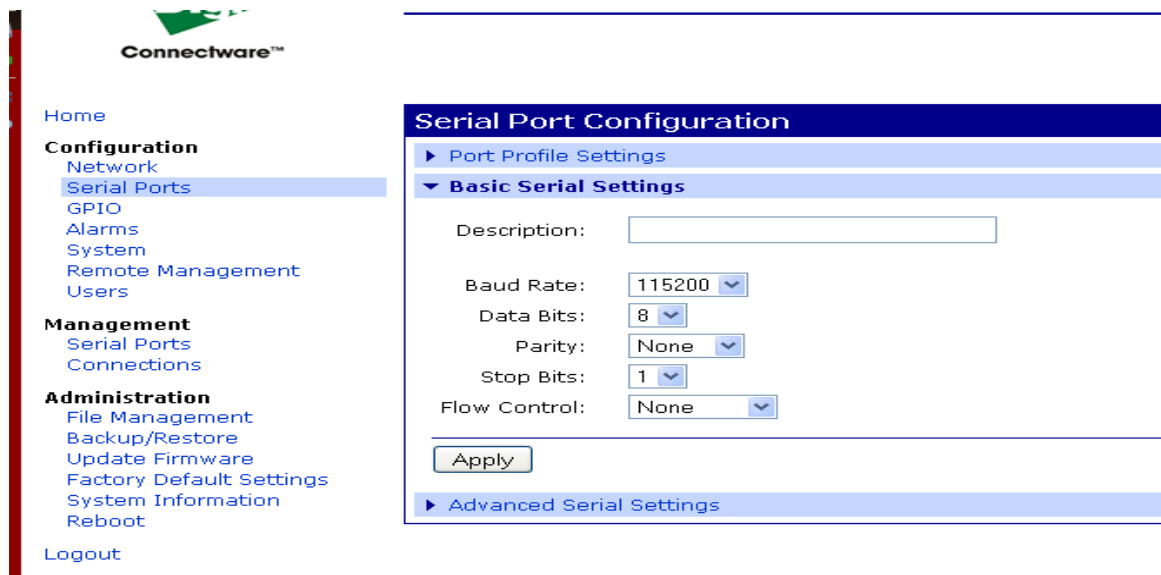 Connectware™
Home
Configuration
Network
Serial Ports
GPIO
Alarms
System
Remote Management
Users
Management
Serial Ports
Connections
Administration
File Management
Backup/Restore
Update Firmware
Factory Default Settings
System Information
Reboot
Logout
Serial Port Configuration
Port Profile Settings
Basic Serial Settings
Description:
Baud Rate: 115200
Data Bits: 8
Parity: None
Stop Bits: 1
Flow Control: None
Apply
Advanced Serial Settings